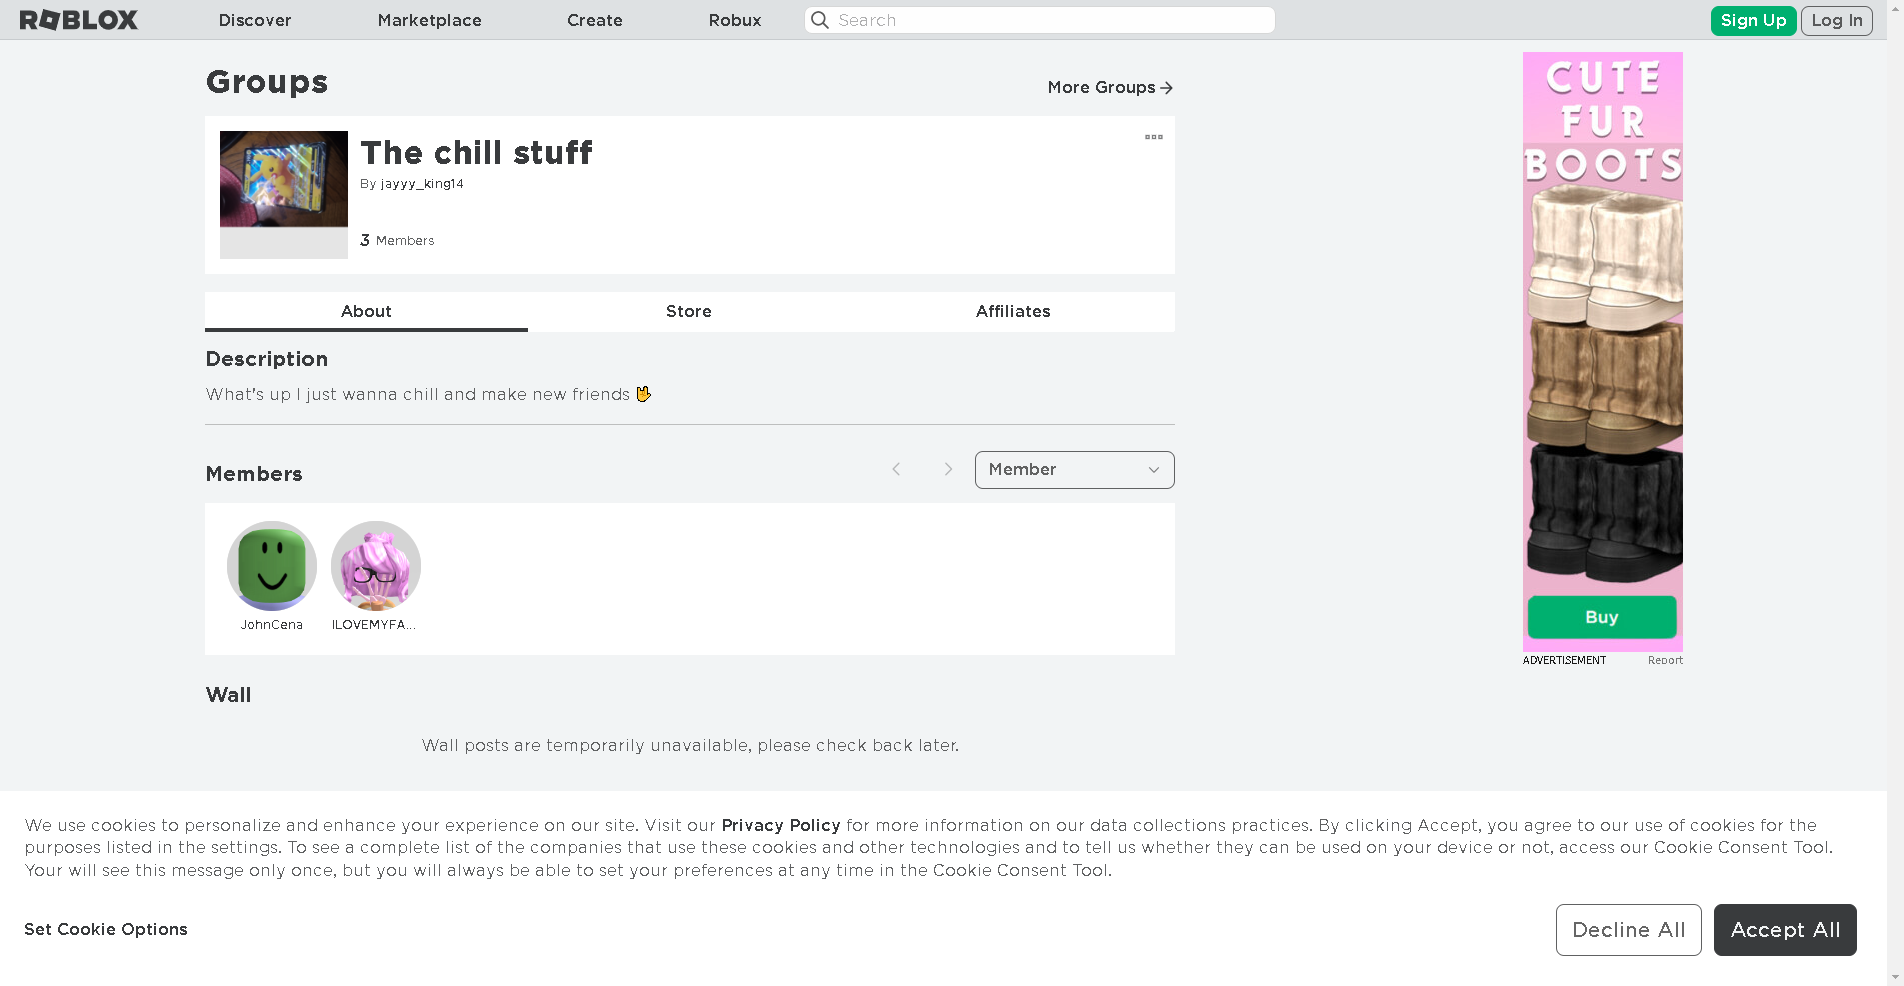 ROBLOX
Discover
Marketplace
Create
Robux
Search
Sign Up
Log In
Groups
More Groups
The chill stuff
By jayyy_king14
3 Members
About
Store
Affiliates
Description
What's up I just wanna chill and make new friends 🤟
Members
Member
JohnCena
ILOVEMYFA...
Wall
Wall posts are temporarily unavailable, please check back later.
CUTE
FUR
BOOTS
Buy
ADVERTISEMENT
Report
We use cookies to personalize and enhance your experience on our site. Visit our Privacy Policy for more information on our data collections practices. By clicking Accept, you agree to our use of cookies for the
purposes listed in the settings. To see a complete list of the companies that use these cookies and other technologies and to tell us whether they can be used on your device or not, access our Cookie Consent Tool.
Your will see this message only once, but you will always be able to set your preferences at any time in the Cookie Consent Tool.
Set Cookie Options
Decline All
Accept All